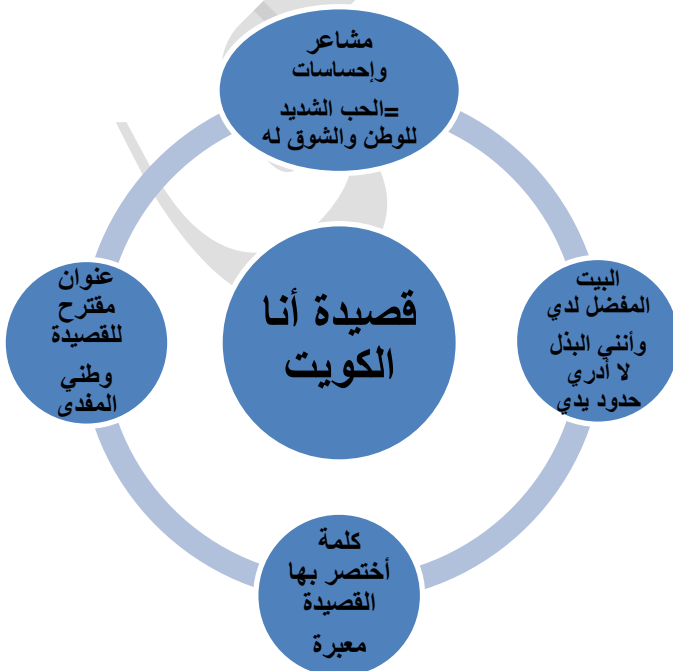 مشاعر
وإحساسات
=الحب الشديد
للوطن والشوق له
قصيدة أنا
الكويت
البيت
المفضل لدي
وأنني البذل
لا أدري
حدود يدي
كلمة
أختصر بها
القصيدة
معبرة
عنوان
مقترح
للقصيدة
وطني
المفدى